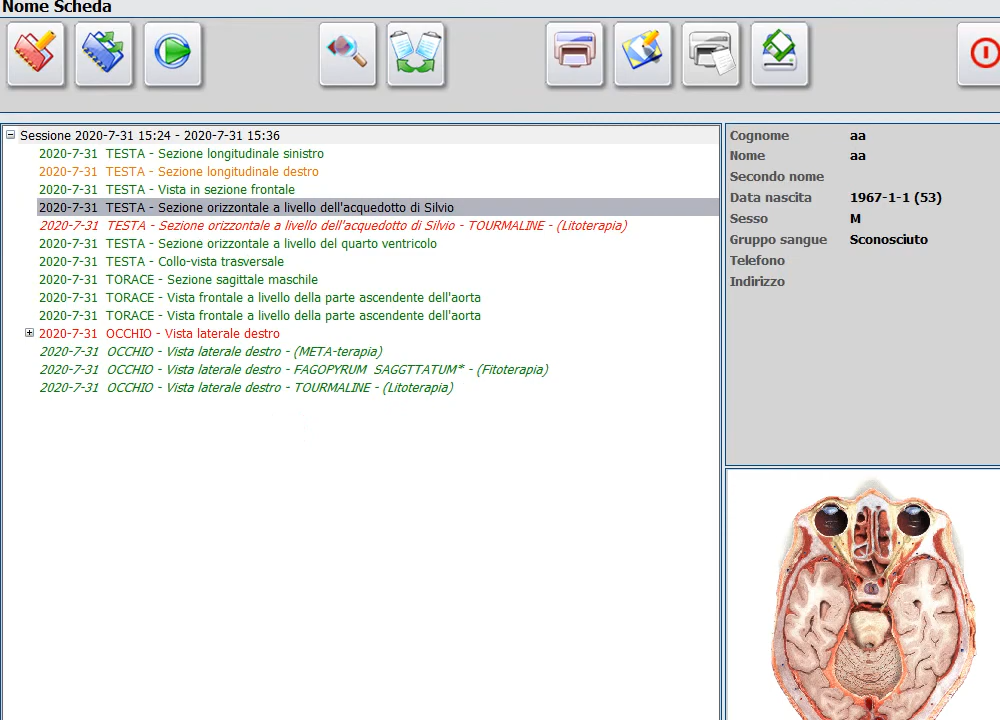 Nome Scheda
Sessione 2020-7-31 15:24 - 2020-7-31 15:36
2020-7-31 TESTA - Sezione longitudinale sinistro
2020-7-31 TESTA - Sezione longitudinale destro
2020-7-31 TESTA - Vista in sezione frontale
2020-7-31 TESTA - Sezione orizzontale a livello dell'acquedotto di Silvio
2020-7-31 TESTA - Sezione orizzontale a livello dell'acquedotto di Silvio - TOURMALINE - (Litoterapia)
2020-7-31 TESTA - Sezione orizzontale a livello del quarto ventricolo
2020-7-31 TESTA - Collo-vista trasversale
2020-7-31 TORACE - Sezione sagittale maschile
2020-7-31 TORACE - Vista frontale a livello della parte ascendente dell'aorta
2020-7-31 TORACE - Vista frontale a livello della parte ascendente dell'aorta
2020-7-31 OCCHIO - Vista laterale destro
2020-7-31 OCCHIO - Vista laterale destro - (META-terapia)
2020-7-31 OCCHIO - Vista laterale destro - FAGOPYRUM SAGGTTATUM* - (Fitoterapia)
2020-7-31 OCCHIO - Vista laterale destro - TOURMALINE - (Litoterapia)
Cognome aa
Nome aa
Secondo nome
Data nascita 1967-1-1 (53)
Sesso M
Gruppo sangue Sconosciuto
Telefono
Indirizzo